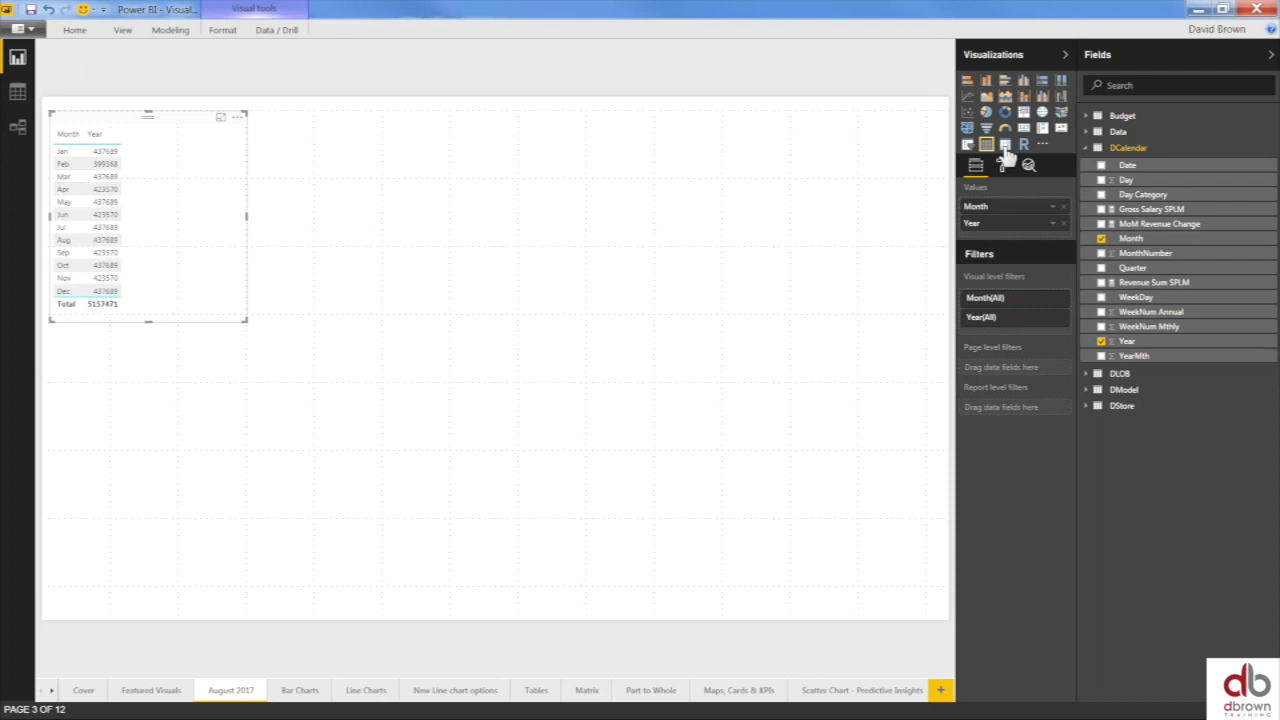 Power BI - Visual... Visual tools
Home View Modeling Format Data / Drill David Brown
Visualizations
Fields
Search
Month Year
Jan 437689
Feb 399368
Mar 437689
Apr 423570
May 437689
Jun 423570
Jul 437689
Aug 437689
Sep 423570
Oct 437689
Nov 423570
Dec 437689
Total 5157471
R
Values
Month
Year
Filters
Visual level filters
Month(All)
Year(All)
Page level filters
Drag data fields here
Report level filters
Drag data fields here
Budget
Data
DCalendar
Date
Day
Day Category
Gross Salary SPLM
MoM Revenue Change
Month
MonthNumber
Quarter
Revenue Sum SPLM
WeekDay
WeekNum Annual
WeekNum Mthly
Year
YearMth
DLOB
DModel
DStore
Cover Featured Visuals August 2017 Bar Charts Line Charts New Line chart options Tables Matrix Part to Whole Maps, Cards & KPIs Scatter Chart - Predictive Insights +
PAGE 3 OF 12
db
dbrown
TRAINING